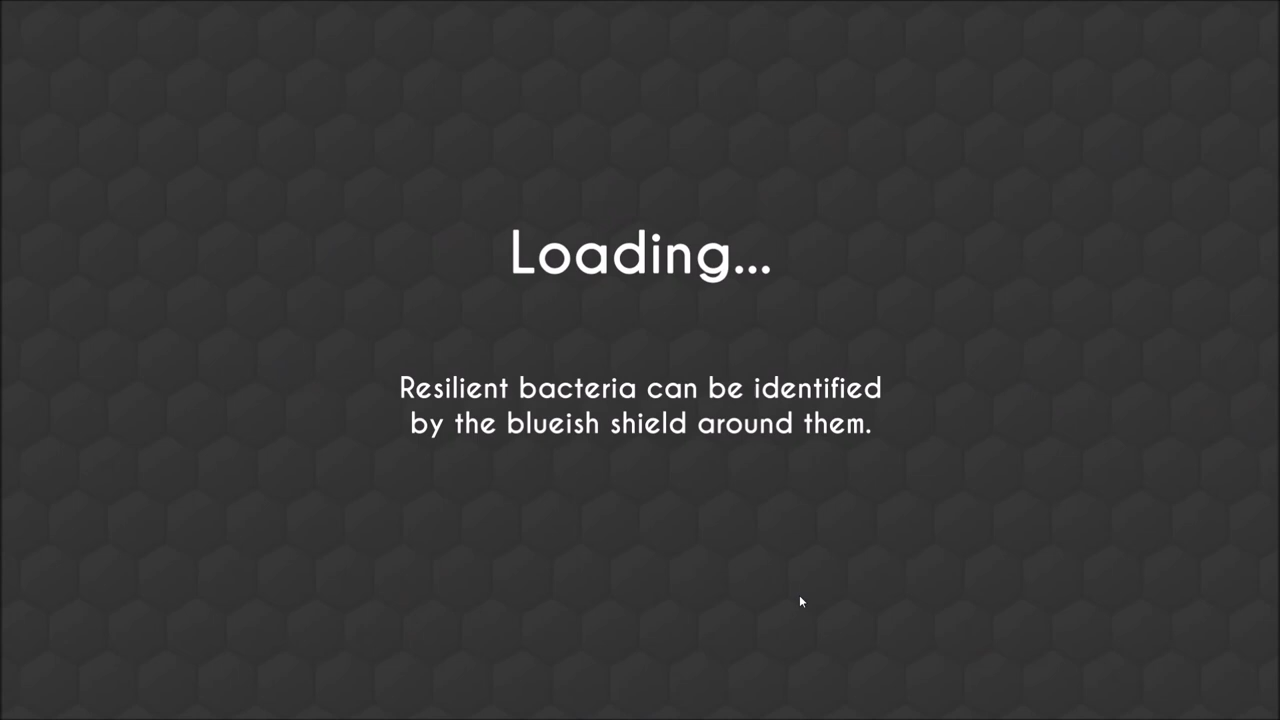 Loading...
Resilient bacteria can be identified
by the blueish shield around them.